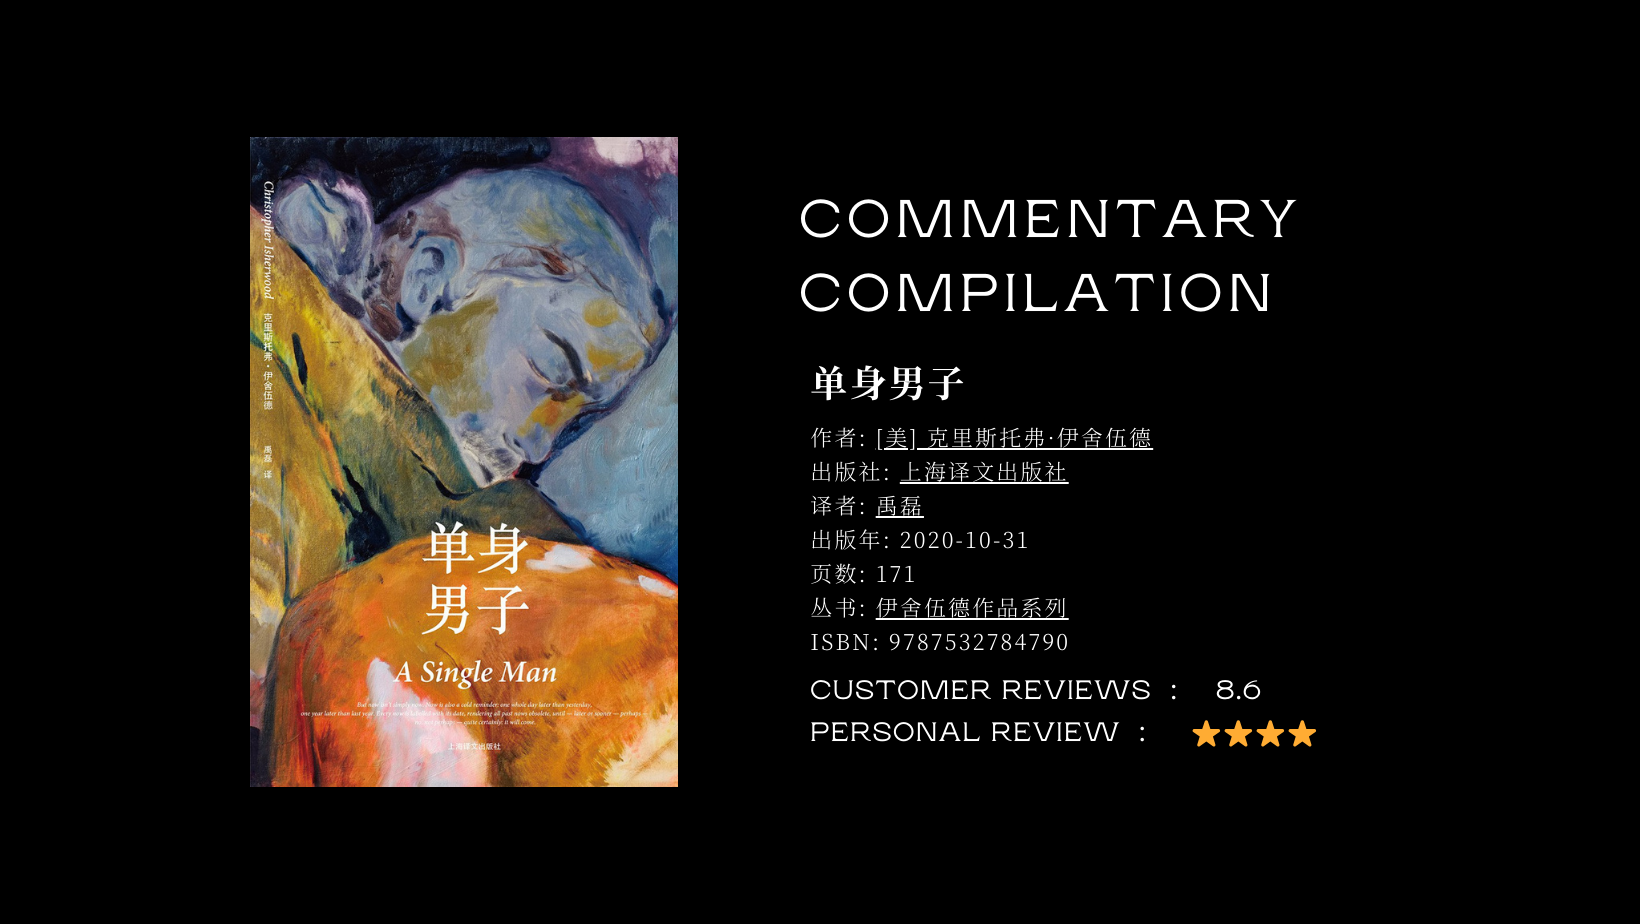 Christopher Isherwood 克里斯托弗·伊舍伍德 禹磊 译
单身
男子
A Single Man
But now isn't simply now. Now is also a cold reminder: one whole day later than yesterday,
one year later than last year. Every now is labelled with its date, rendering all past nows obsolete, until — later or sooner — perhaps —
no, not perhaps — quite certainly: it will come.
上海译文出版社
COMMENTARY
COMPILATION
单身男子
作者: [美] 克里斯托弗·伊舍伍德
出版社: 上海译文出版社
译者: 禹磊
出版年: 2020-10-31
页数: 171
丛书: 伊舍伍德作品系列
ISBN: 9787532784790
CUSTOMER REVIEWS : 8.6
PERSONAL REVIEW :